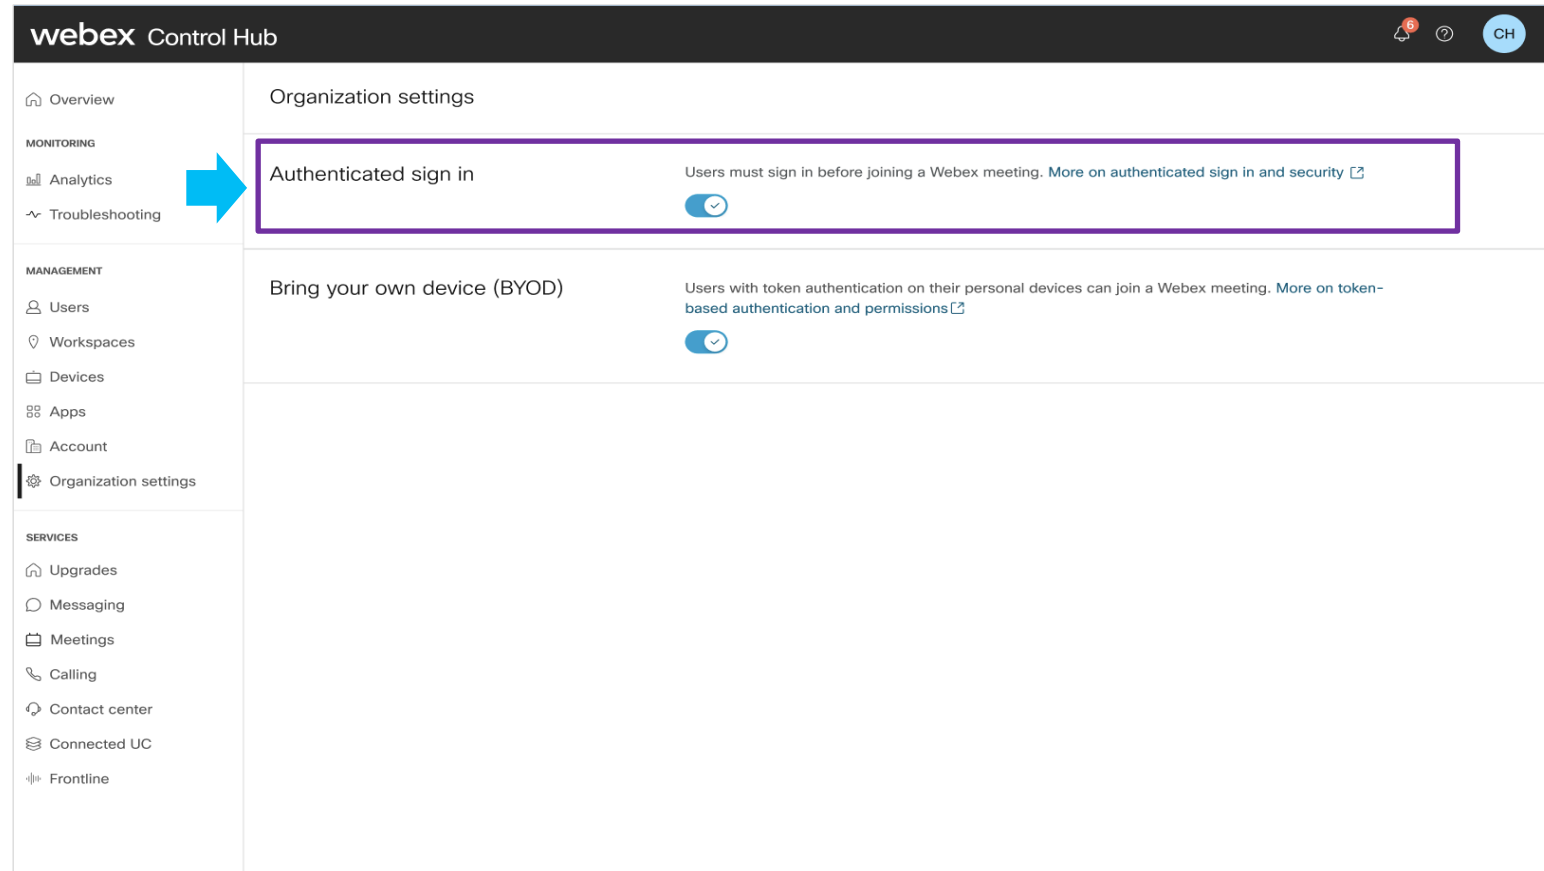 webex Control Hub
6
CH
Overview
MONITORING
Analytics
Troubleshooting
MANAGEMENT
Users
Workspaces
Devices
Apps
Account
Organization settings
SERVICES
Upgrades
Messaging
Meetings
Calling
Contact center
Connected UC
Frontline
Organization settings
Authenticated sign in
Users must sign in before joining a Webex meeting. More on authenticated sign in and security
Bring your own device (BYOD)
Users with token authentication on their personal devices can join a Webex meeting. More on token-
based authentication and permissions